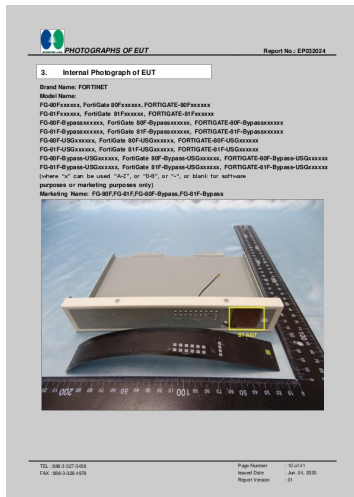 PHOTOGRAPHS OF EUT
Report No.: EP032024
3. Internal Photograph of EUT
Brand Name: FORTINET
Model Name:
FG-80Fxxxxxx, FortiGate 80Fxxxxxx, FORTIGATE-80Fxxxxxx
FG-81Fxxxxxx, FortiGate 81Fxxxxxx, FORTIGATE-81Fxxxxxx
FG-80F-Bypassxxxxxx, FortiGate 80F-Bypassxxxxxx, FORTIGATE-80F-Bypassxxxxxx
FG-81F-Bypassxxxxxx, FortiGate 81F-Bypassxxxxxx, FORTIGATE-81F-Bypassxxxxxx
FG-80F-USGxxxxxx, FortiGate 80F-USGxxxxxx, FORTIGATE-80F-USGxxxxxx
FG-81F-USGxxxxxx, FortiGate 81F-USGxxxxxx, FORTIGATE-81F-USGxxxxxx
FG-80F-Bypass-USGxxxxxx, FortiGate 80F-Bypass-USGxxxxxx, FORTIGATE-80F-Bypass-USGxxxxxx
FG-81F-Bypass-USGxxxxxx, FortiGate 81F-Bypass-USGxxxxxx, FORTIGATE-81F-Bypass-USGxxxxxx
(where "x" can be used "A-Z", or "0-9", or "-", or blank for software
purposes or marketing purposes only)
Marketing Name: FG-80F,FG-81F,FG-80F-Bypass,FG-81F-Bypass
BT ANT
TEL : 886-3-327-3456
FAX : 886-3-328-4978
Page Number : 10 of 41
Issued Date : Jun. 04, 2020
Report Version : 01